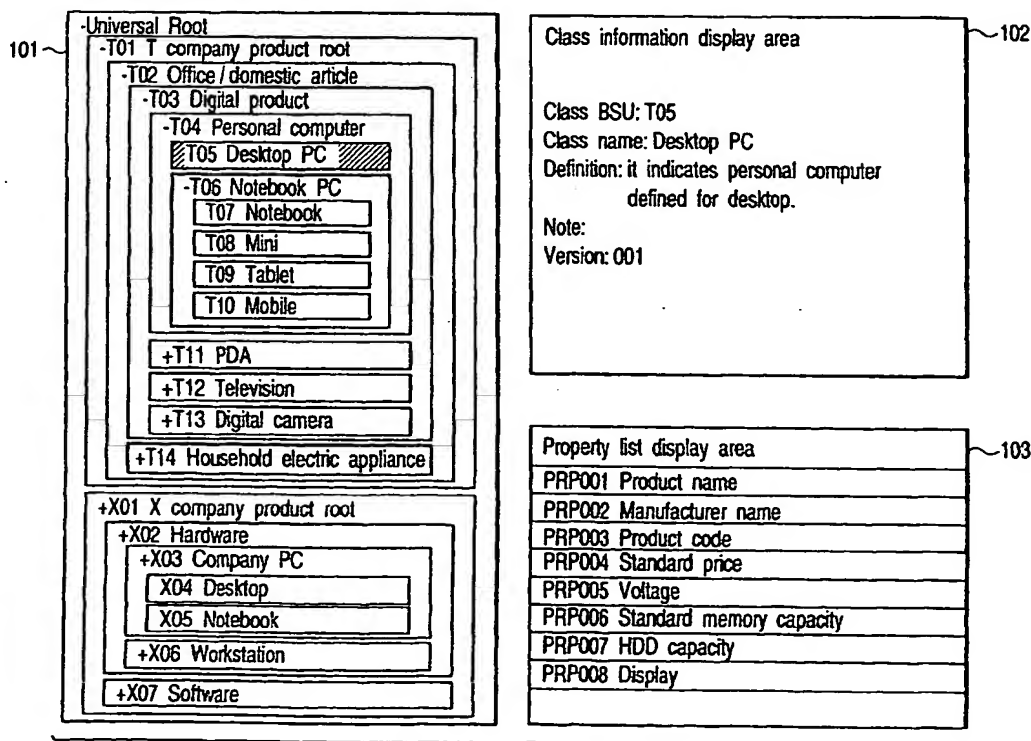 101
-Universal Root
-T01 T company product root
-T02 Office / domestic article
-T03 Digital product
-T04 Personal computer
T05 Desktop PC
-T06 Notebook PC
T07 Notebook
T08 Mini
T09 Tablet
T10 Mobile
+T11 PDA
+T12 Television
+T13 Digital camera
+T14 Household electric appliance
+X01 X company product root
+X02 Hardware
+X03 Company PC
X04 Desktop
X05 Notebook
+X06 Workstation
+X07 Software
Class information display area
102
Class BSU: T05
Class name: Desktop PC
Definition: it indicates personal computer
defined for desktop.
Note:
Version: 001
Property list display area
103
PRP001 Product name
PRP002 Manufacturer name
PRP003 Product code
PRP004 Standard price
PRP005 Voltage
PRP006 Standard memory capacity
PRP007 HDD capacity
PRP008 Display